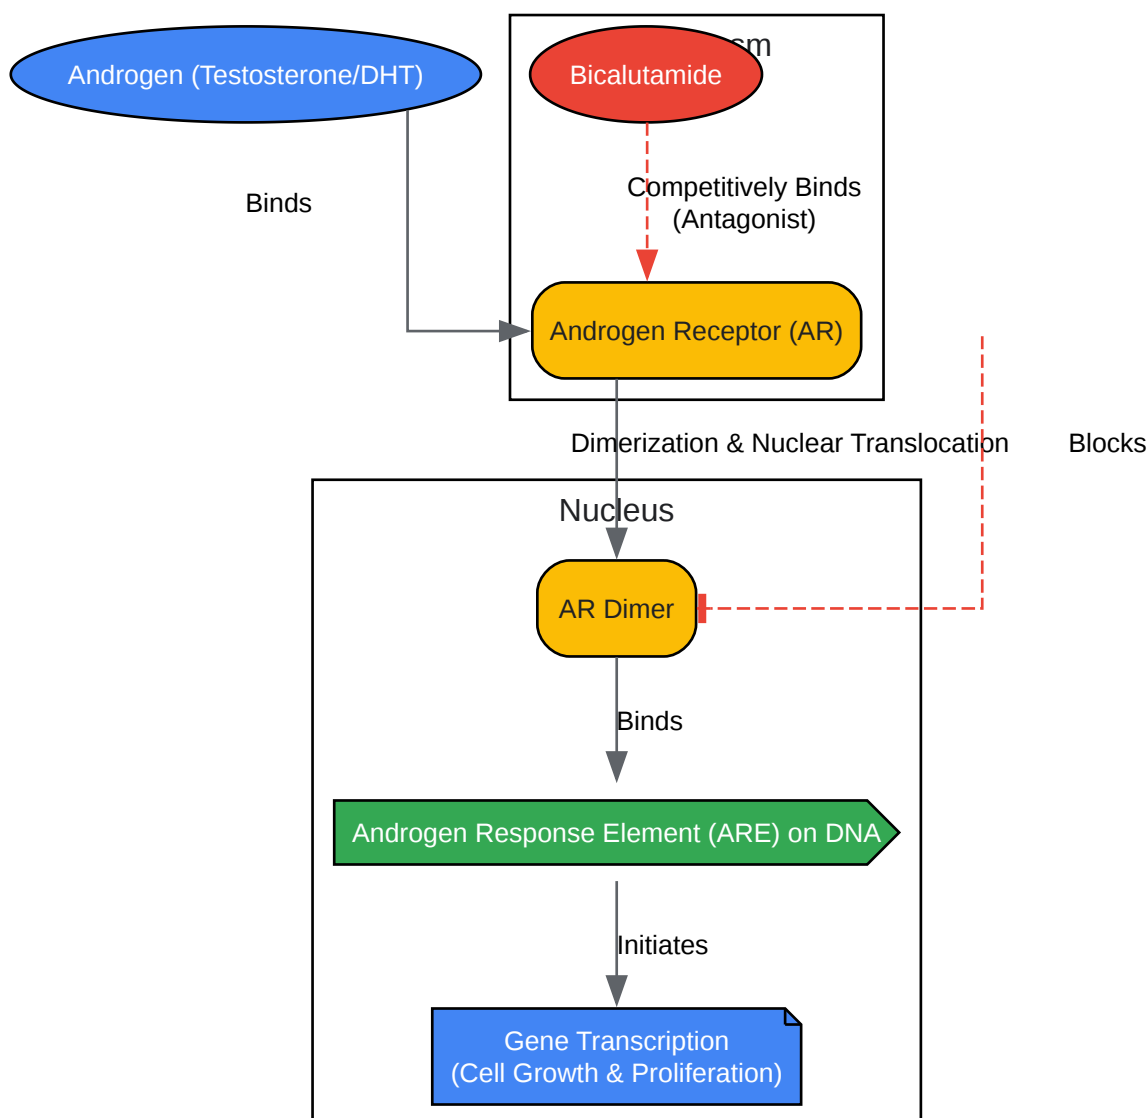 Androgen (Testosterone/DHT)
Bicalutamide
Binds
Competitively Binds
(Antagonist)
Androgen Receptor (AR)
Dimerization & Nuclear Translocation
Blocks
Nucleus
AR Dimer
Binds
Androgen Response Element (ARE) on DNA
Initiates
Gene Transcription
(Cell Growth & Proliferation)